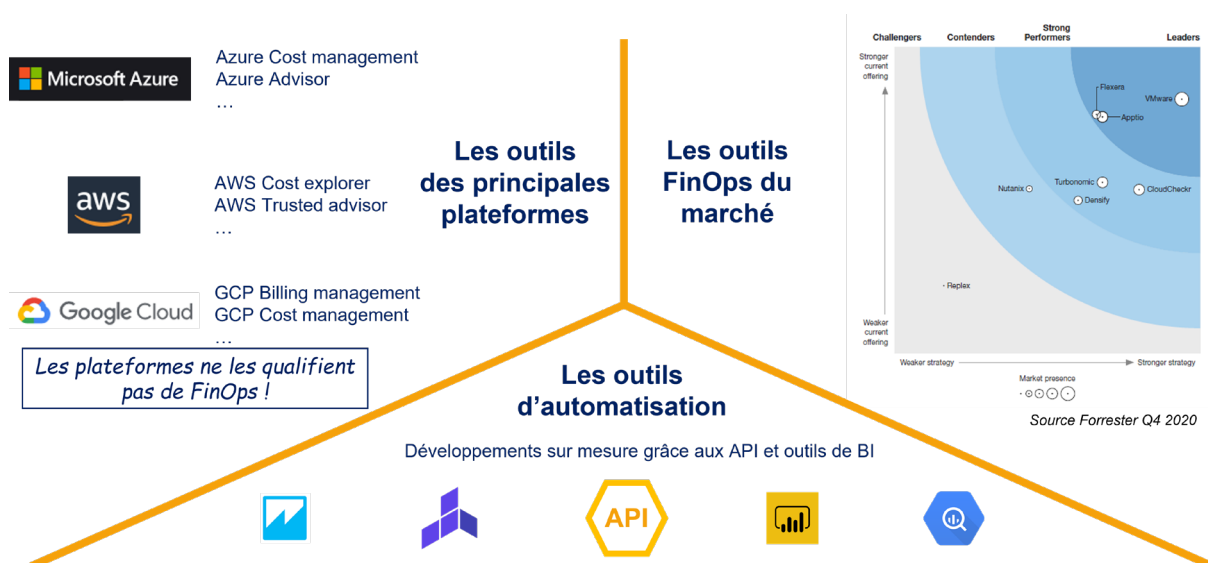 Microsoft Azure
Azure Cost management
Azure Advisor
…
aws
AWS Cost explorer
AWS Trusted advisor
…
Google Cloud
GCP Billing management
GCP Cost management
…
Les plateformes ne les qualifient
pas de FinOps !
Les outils
des principales
plateformes
Les outils
FinOps du
marché
Challengers
Contenders
Strong
Performers
Leaders
Stronger
current
offering
Flexera
VMware
Apptio
Nutanix
Turbonomic
CloudCheckr
Densify
Replex
Weaker
current
offering
Weaker strategy
Stronger strategy
Market presence
Source Forrester Q4 2020
Les outils
d’automatisation
Développements sur mesure grâce aux API et outils de BI
API